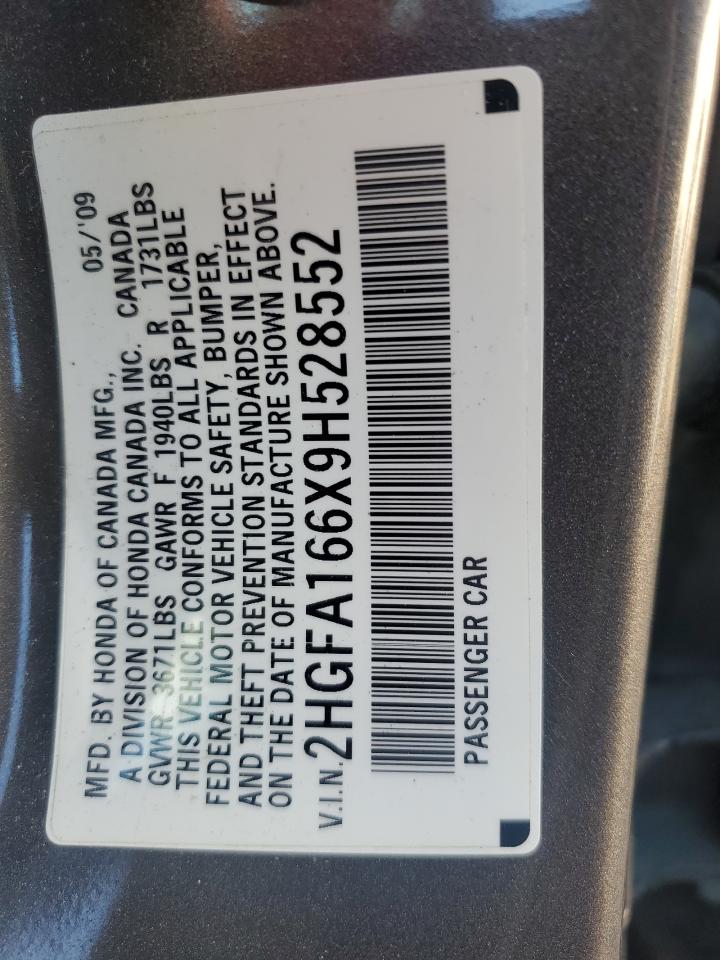 MFD. BY HONDA OF CANADA MFG., 05/'09
A DIVISION OF HONDA CANADA INC. CANADA
GVWR 3671LBS GAWR F 1940LBS R 1731LBS
THIS VEHICLE CONFORMS TO ALL APPLICABLE
FEDERAL MOTOR VEHICLE SAFETY, BUMPER,
AND THEFT PREVENTION STANDARDS IN EFFECT
ON THE DATE OF MANUFACTURE SHOWN ABOVE.
V.I.N. 2HGFA166X9H528552
PASSENGER CAR